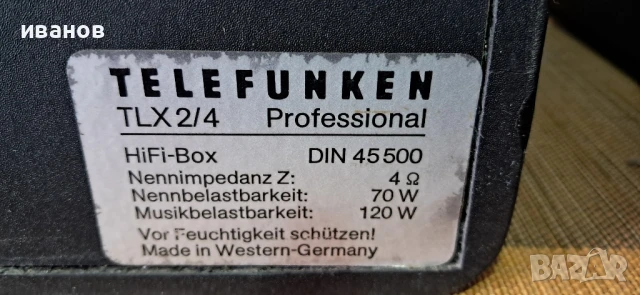 иванов
TELEFUNKEN
TLX 2/4 Professional
HiFi-Box DIN 45500
Nennimpedanz Z: 4 Ω
Nennbelastbarkeit: 70 W
Musikbelastbarkeit: 120 W
Vor Feuchtigkeit schützen!
Made in Western-Germany
BAZAR